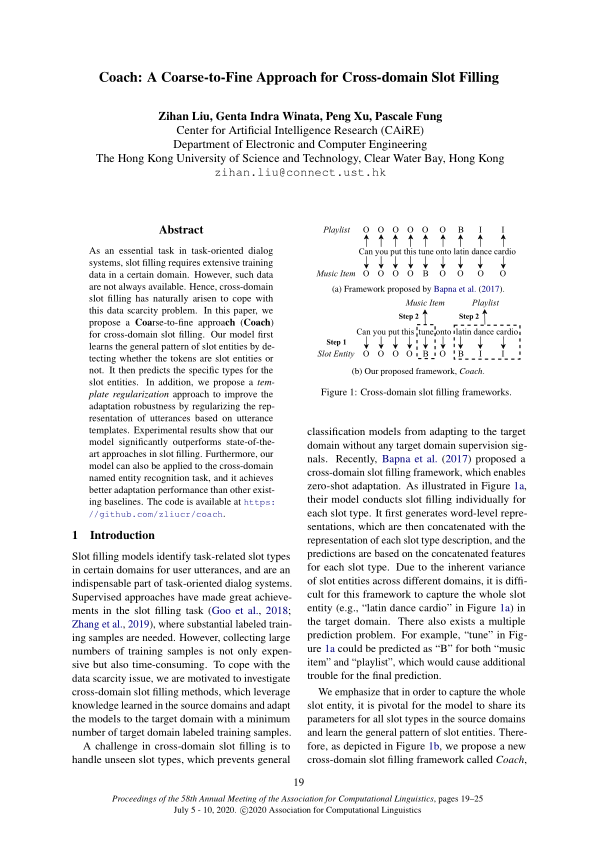 Coach: A Coarse-to-Fine Approach for Cross-domain Slot Filling
Zihan Liu, Genta Indra Winata, Peng Xu, Pascale Fung
Center for Artificial Intelligence Research (CAiRE)
Department of Electronic and Computer Engineering
The Hong Kong University of Science and Technology, Clear Water Bay, Hong Kong
zihan.liu@connect.ust.hk
Abstract
As an essential task in task-oriented dialog
systems, slot filling requires extensive training
data in a certain domain. However, such data
are not always available. Hence, cross-domain
slot filling has naturally arisen to cope with
this data scarcity problem. In this paper, we
propose a Coarse-to-fine approach (Coach)
for cross-domain slot filling. Our model first
learns the general pattern of slot entities by de-
tecting whether the tokens are slot entities or
not. It then predicts the specific types for the
slot entities. In addition, we propose a tem-
plate regularization approach to improve the
adaptation robustness by regularizing the rep-
resentation of utterances based on utterance
templates. Experimental results show that our
model significantly outperforms state-of-the-
art approaches in slot filling. Furthermore, our
model can also be applied to the cross-domain
named entity recognition task, and it achieves
better adaptation performance than other exist-
ing baselines. The code is available at https:
//github.com/zliucr/coach.
1 Introduction
Slot filling models identify task-related slot types
in certain domains for user utterances, and are an
indispensable part of task-oriented dialog systems.
Supervised approaches have made great achieve-
ments in the slot filling task (Goo et al., 2018;
Zhang et al., 2019), where substantial labeled train-
ing samples are needed. However, collecting large
numbers of training samples is not only expen-
sive but also time-consuming. To cope with the
data scarcity issue, we are motivated to investigate
cross-domain slot filling methods, which leverage
knowledge learned in the source domains and adapt
the models to the target domain with a minimum
number of target domain labeled training samples.
A challenge in cross-domain slot filling is to
handle unseen slot types, which prevents general
Playlist O O O O O O B I I
Can you put this tune onto latin dance cardio
Music Item O O O O B O O O O
(a) Framework proposed by Bapna et al. (2017).
Music Item Playlist
Step 2 Step 2
Can you put this tune onto latin dance cardio
Step 1
Slot Entity O O O O B O B I I
(b) Our proposed framework, Coach.
Figure 1: Cross-domain slot filling frameworks.
classification models from adapting to the target
domain without any target domain supervision sig-
nals. Recently, Bapna et al. (2017) proposed a
cross-domain slot filling framework, which enables
zero-shot adaptation. As illustrated in Figure 1a,
their model conducts slot filling individually for
each slot type. It first generates word-level repre-
sentations, which are then concatenated with the
representation of each slot type description, and the
predictions are based on the concatenated features
for each slot type. Due to the inherent variance
of slot entities across different domains, it is diffi-
cult for this framework to capture the whole slot
entity (e.g., “latin dance cardio” in Figure 1a) in
the target domain. There also exists a multiple
prediction problem. For example, “tune” in Fig-
ure 1a could be predicted as “B” for both “music
item” and “playlist”, which would cause additional
trouble for the final prediction.
We emphasize that in order to capture the whole
slot entity, it is pivotal for the model to share its
parameters for all slot types in the source domains
and learn the general pattern of slot entities. There-
fore, as depicted in Figure 1b, we propose a new
cross-domain slot filling framework called Coach,
19
Proceedings of the 58th Annual Meeting of the Association for Computational Linguistics, pages 19–25
July 5 - 10, 2020. ©2020 Association for Computational Linguistics